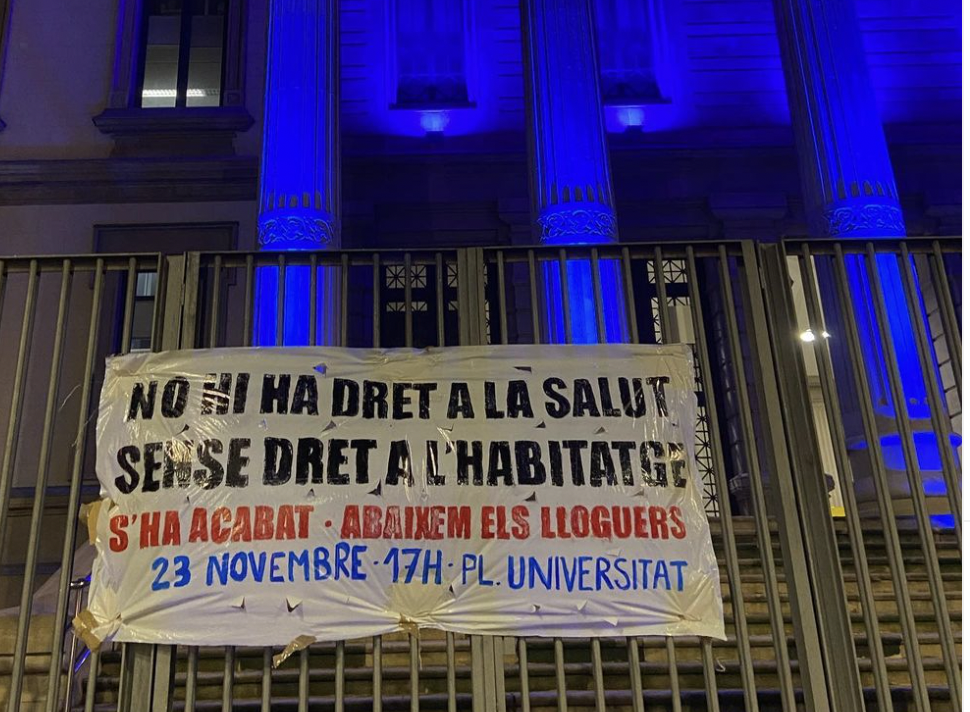 NO HI HA DRET A LA SALUT
SENSE DRET A L'HABITATGE
S'HA ACABAT · ABAIXEM ELS LLOGUERS
23 NOVEMBRE · 17H · PL. UNIVERSITAT